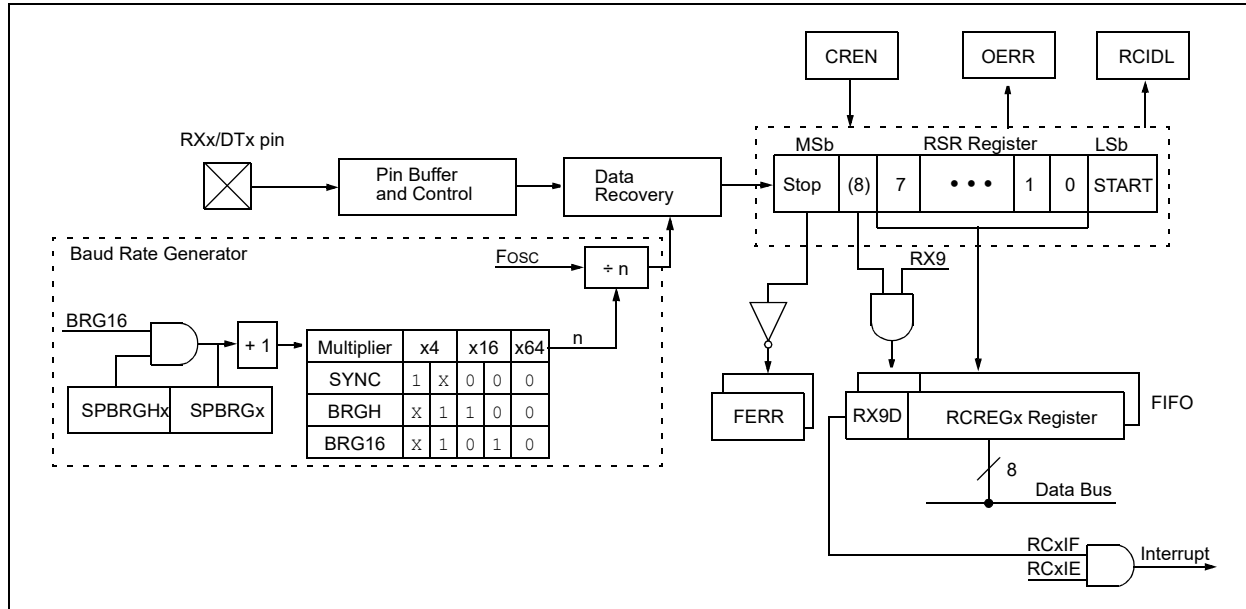 CREN
OERR
RCIDL
RXx/DTx pin
MSb
RSR Register
LSb
Pin Buffer
and Control
Data
Recovery
Stop
(8)
7
• • •
1
0
START
Baud Rate Generator
FOSC
÷ n
RX9
BRG16
+ 1
n
Multiplier x4 x16 x64
SYNC 1 X 0 0 0
BRGH X 1 1 0 0
BRG16 X 1 0 1 0
SPBRGHx
SPBRGx
FERR
RX9D
RCREGx Register
FIFO
8
Data Bus
RCxIF
RCxIE
Interrupt